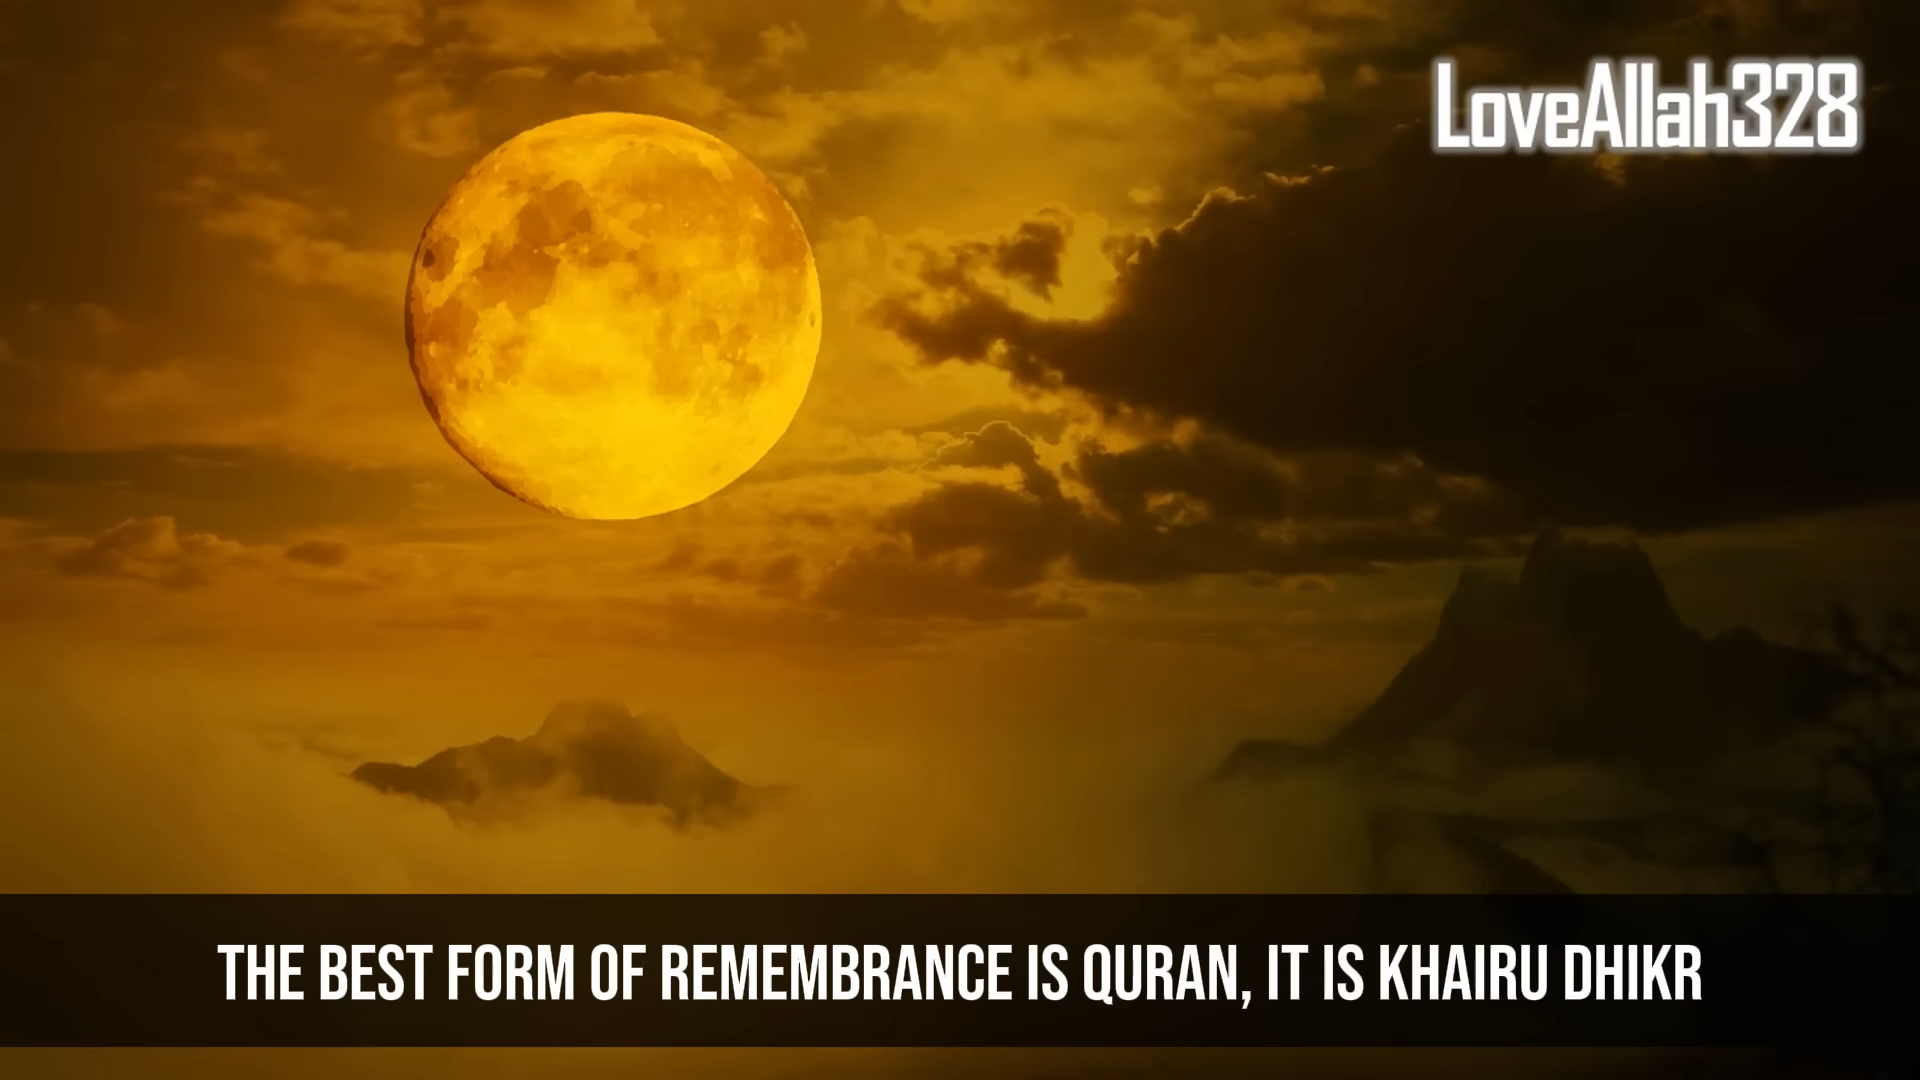 LoveAllah328
THE BEST FORM OF REMEMBRANCE IS QURAN, IT IS KHAIRU DHIKR